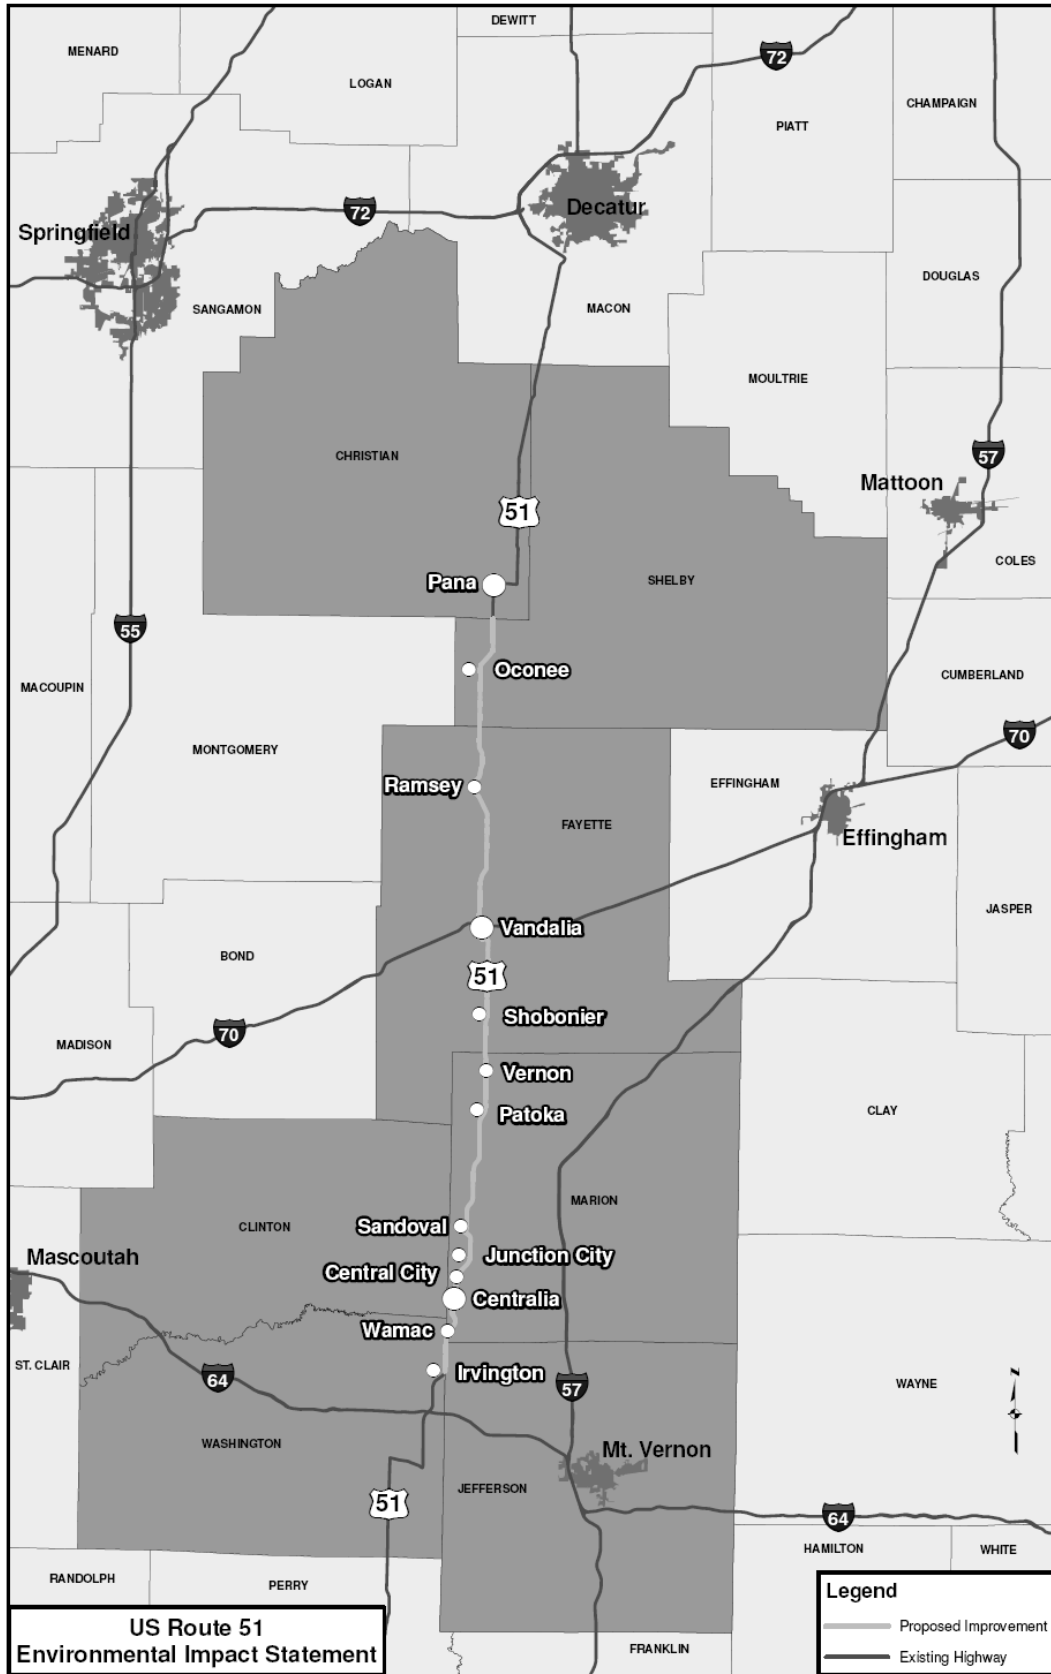 DEWITT
MENARD
72
LOGAN
CHAMPAIGN
PIATT
72
Decatur
Springfield
DOUGLAS
SANGAMON
MACON
MOULTRIE
CHRISTIAN
57
Mattoon
51
COLES
Pana
SHELBY
55
Oconee
CUMBERLAND
MACOUPIN
70
MONTGOMERY
Ramsey
EFFINGHAM
FAYETTE
Effingham
JASPER
Vandalia
BOND
51
Shobonier
70
MADISON
Vernon
CLAY
Patoka
MARION
CLINTON
Sandoval
Mascoutah
Junction City
Central City
Centralia
Wamac
ST. CLAIR
Irvington
64
57
WAYNE
N
WASHINGTON
Mt. Vernon
JEFFERSON
51
64
HAMILTON
WHITE
RANDOLPH
PERRY
Legend
US Route 51
Environmental Impact Statement
Proposed Improvement
FRANKLIN
Existing Highway